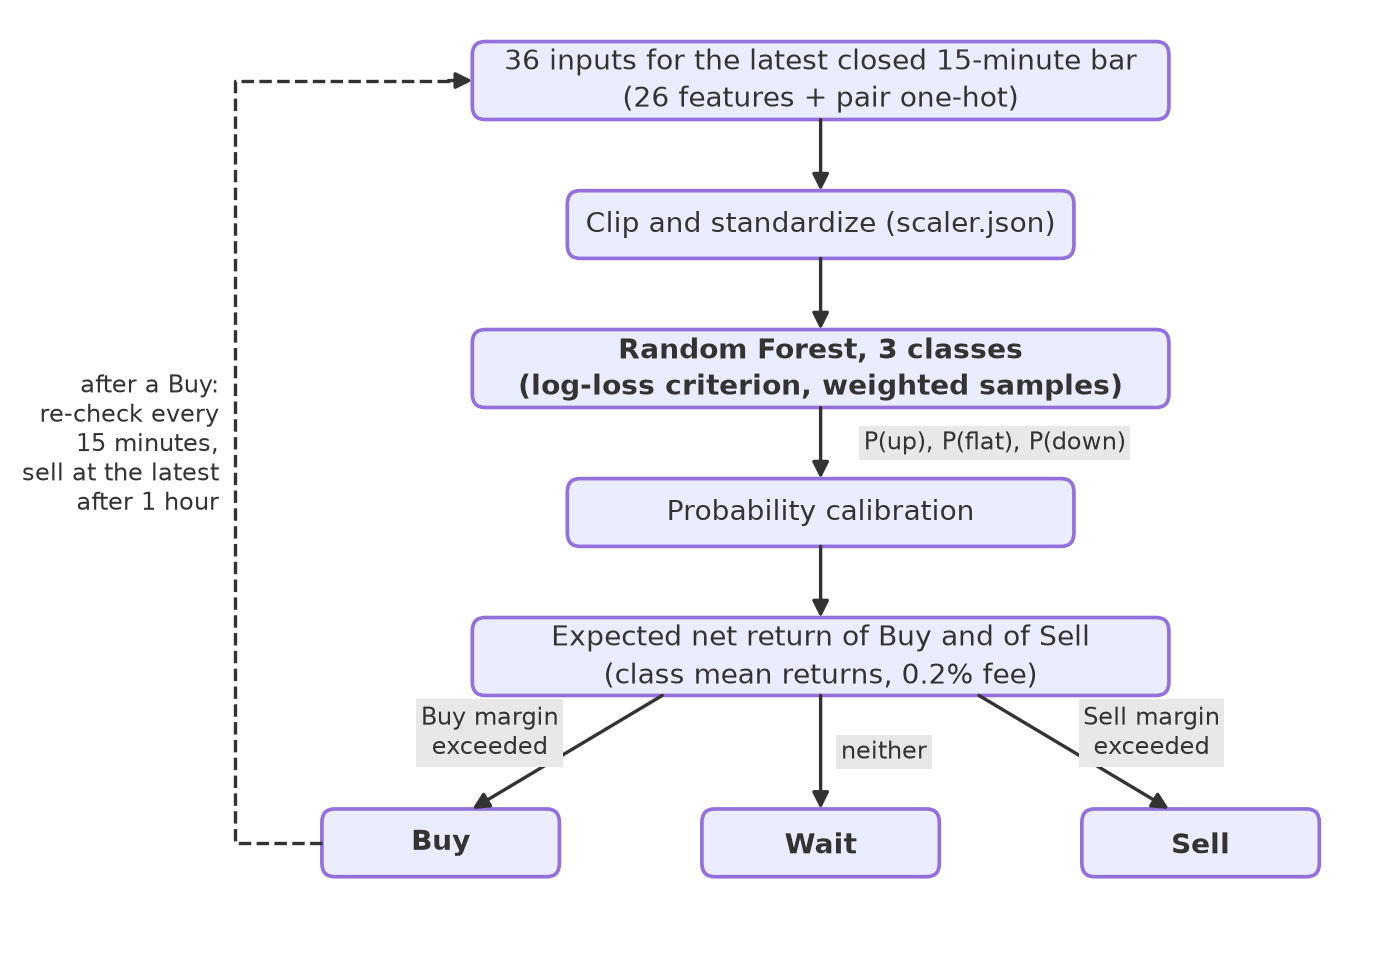 36 inputs for the latest closed 15-minute bar
(26 features + pair one-hot)
Clip and standardize (scaler.json)
Random Forest, 3 classes
(log-loss criterion, weighted samples)
P(up), P(flat), P(down)
after a Buy:
re-check every
15 minutes,
sell at the latest
after 1 hour
Probability calibration
Expected net return of Buy and of Sell
(class mean returns, 0.2% fee)
Buy margin
exceeded
neither
Sell margin
exceeded
Buy
Wait
Sell